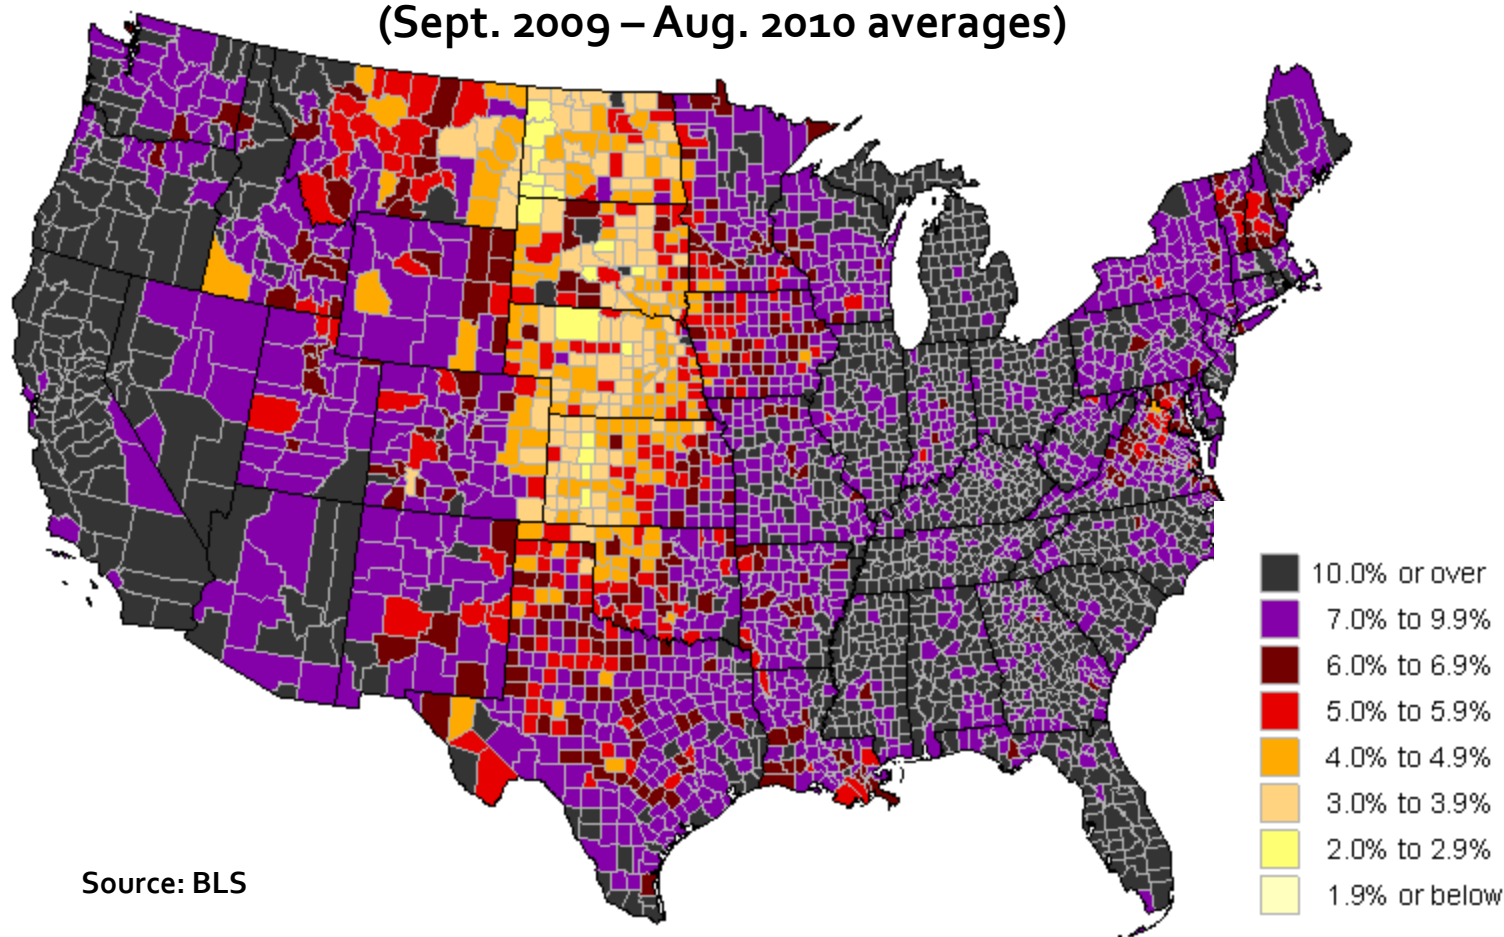 (Sept. 2009 – Aug. 2010 averages)
10.0% or over
7.0% to 9.9%
6.0% to 6.9%
5.0% to 5.9%
4.0% to 4.9%
3.0% to 3.9%
2.0% to 2.9%
1.9% or below
Source: BLS